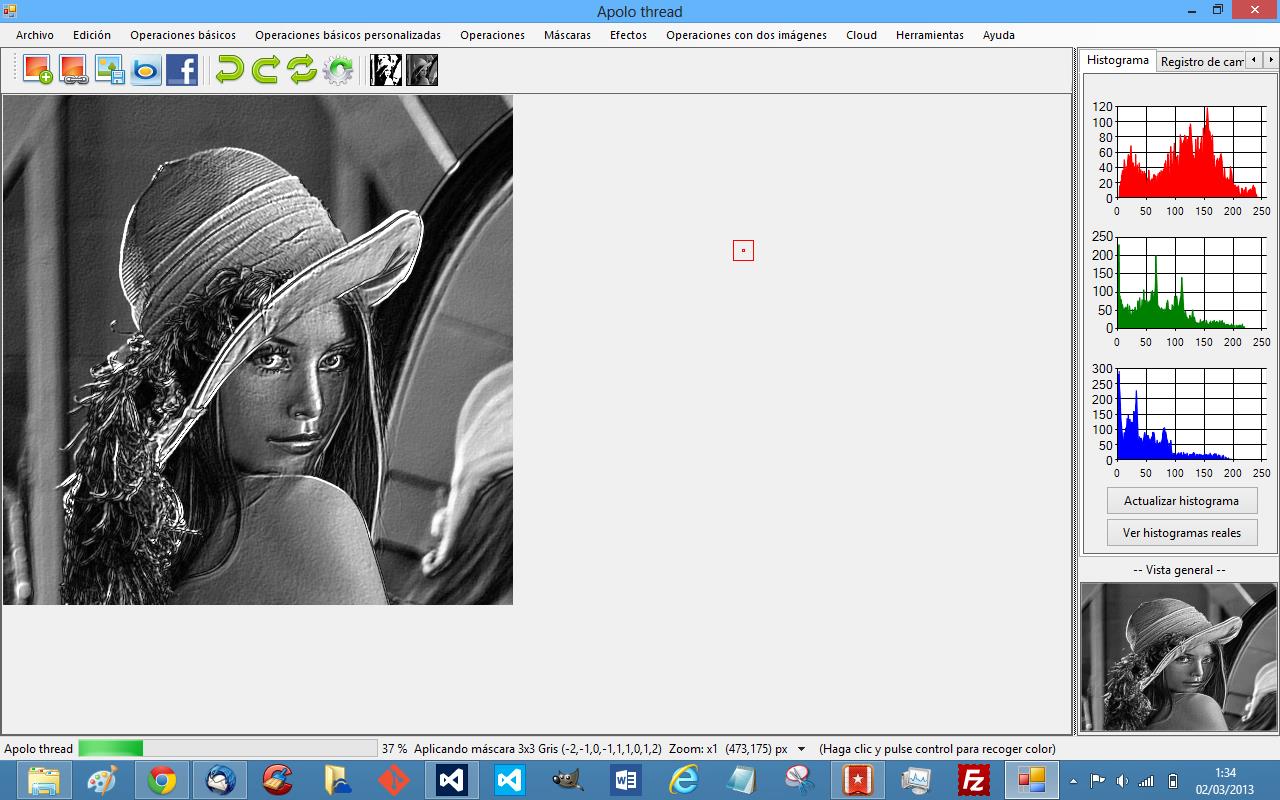 Apolo thread
Archivo Edición Operaciones básicos Operaciones básicos personalizadas Operaciones Máscaras Efectos Operaciones con dos imágenes Cloud Herramientas Ayuda
Histograma Registro de cam
120
100
80
60
40
20
0
0 50 100 150 200 250
250
200
150
100
50
0
0 50 100 150 200 250
300
250
200
150
100
50
0
0 50 100 150 200 250
Actualizar histograma
Ver histogramas reales
-- Vista general --
Apolo thread 37 % Aplicando máscara 3x3 Gris (-2,-1,0,-1,1,1,0,1,2) Zoom: x1 (473,175) px (Haga clic y pulse control para recoger color)
1:34
02/03/2013